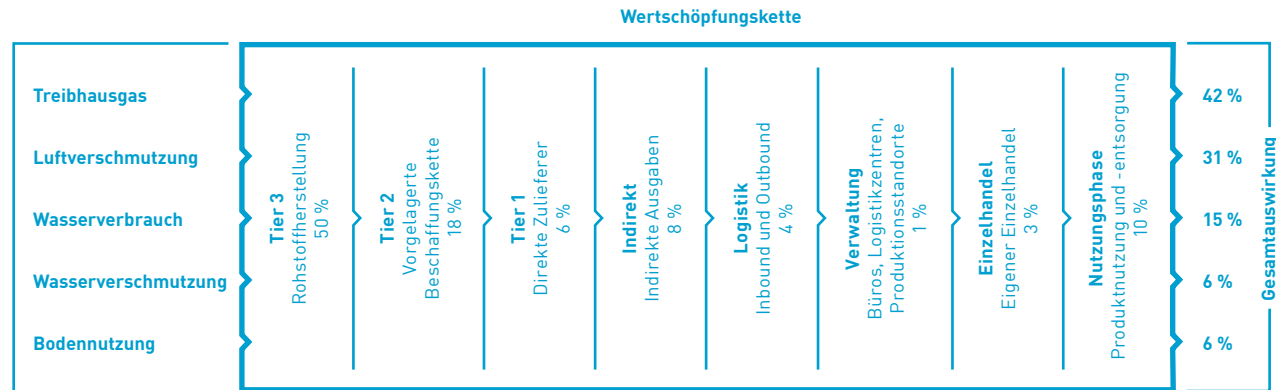 Wertschöpfungskette
Treibhausgas
Luftverschmutzung
Wasserverbrauch
Wasserverschmutzung
Bodennutzung
Tier 3
Rohstoffherstellung
50 %
Tier 2
Vorgelagerte
Beschaffungskette
18 %
Tier 1
Direkte Zulieferer
6 %
Indirekt
Indirekte Ausgaben
8 %
Logistik
Inbound und Outbound
4 %
Verwaltung
Büros, Logistikzentren,
Produktionsstandorte
1 %
Einzelhandel
Eigener Einzelhandel
3 %
Nutzungsphase
Produktnutzung und -entsorgung
10 %
42 %
31 %
15 %
6 %
6 %
Gesamtauswirkung